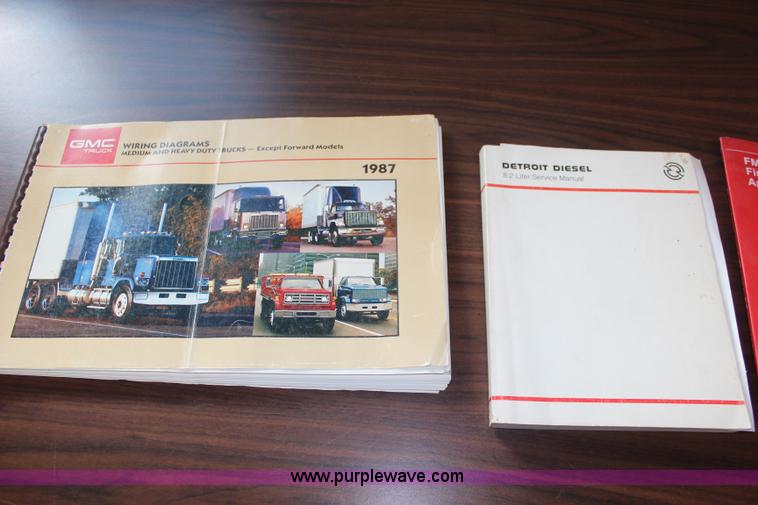 GMC
TRUCK
WIRING DIAGRAMS
MEDIUM AND HEAVY DUTY TRUCKS — Except Forward Models
1987
DETROIT DIESEL
8.2 Liter Service Manual
FM
Fi
A
www.purplewave.com